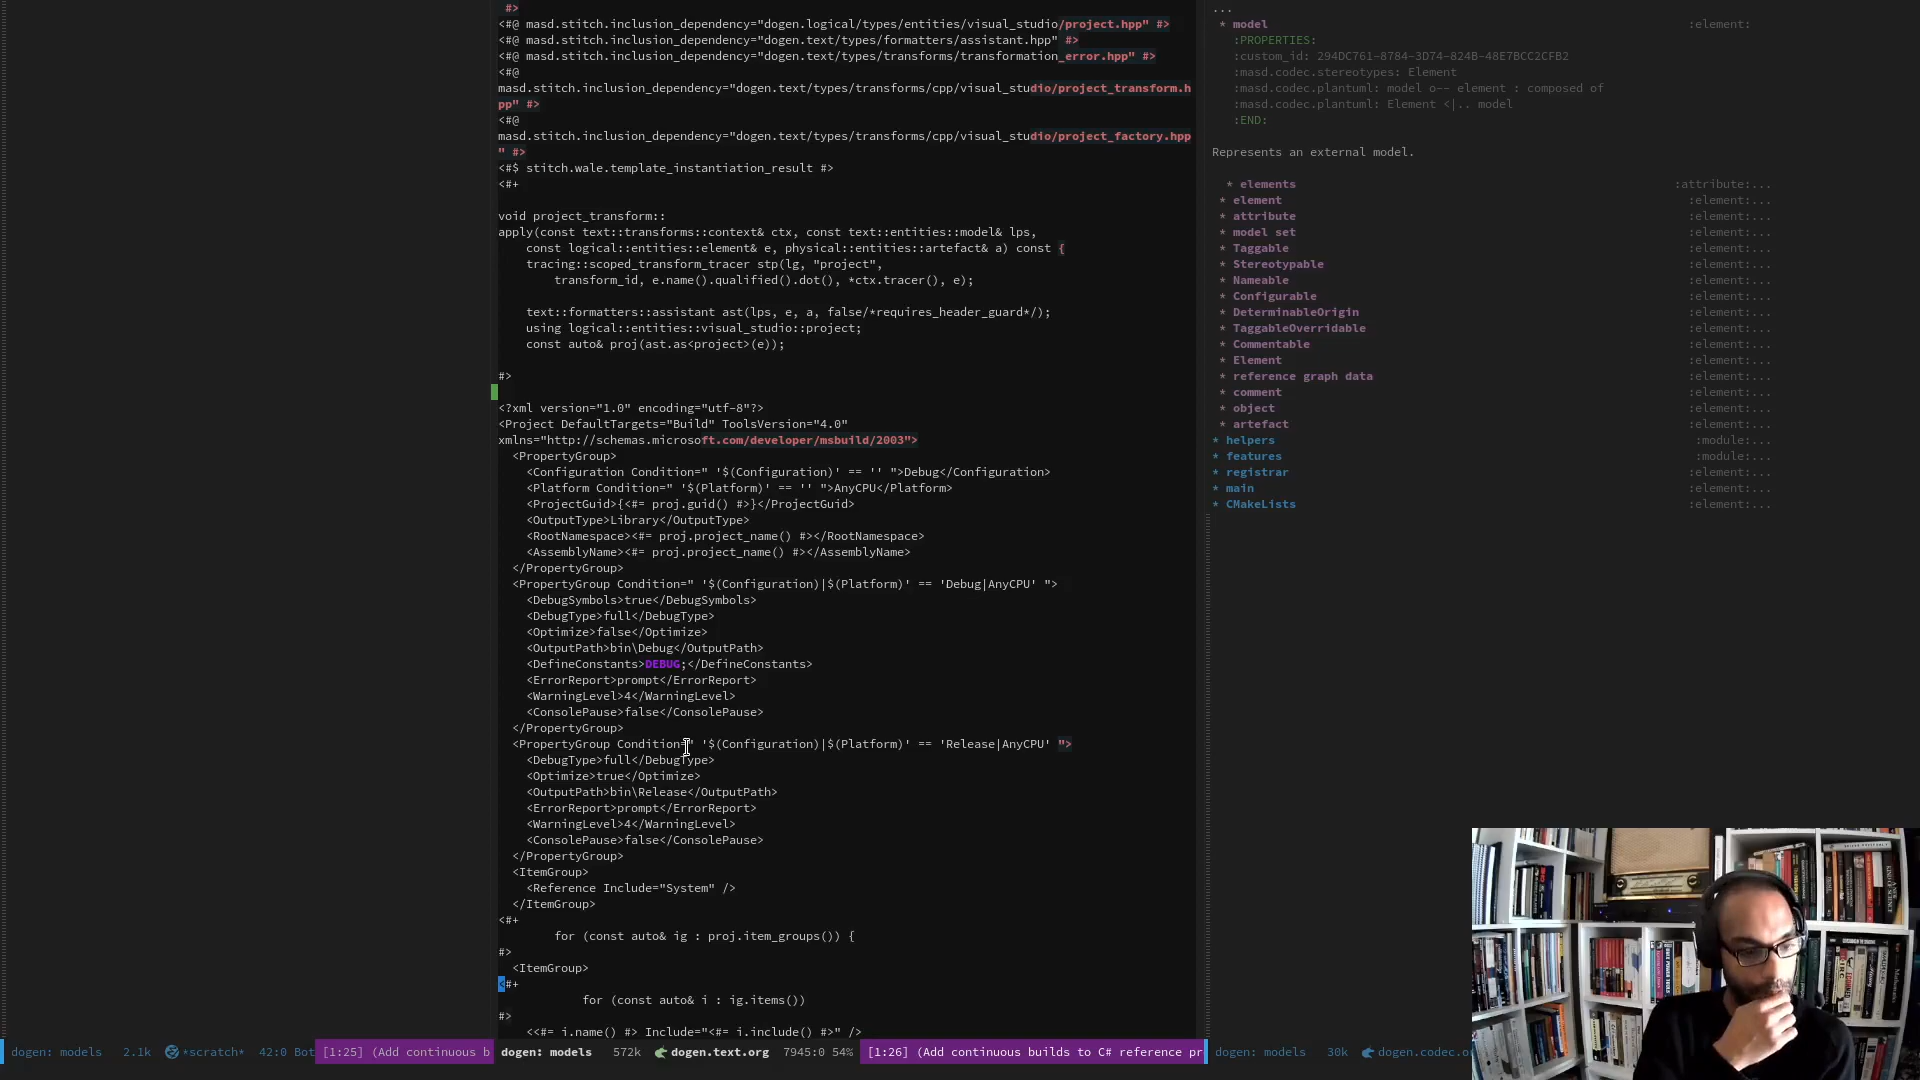 #>
<#@ masd.stitch.inclusion_dependency="dogen.logical/types/entities/visual_studio/project.hpp" #>
<#@ masd.stitch.inclusion_dependency="dogen.text/types/formatters/assistant.hpp" #>
<#@ masd.stitch.inclusion_dependency="dogen.text/types/transforms/transformation_error.hpp" #>
<#@
masd.stitch.inclusion_dependency="dogen.text/types/transforms/cpp/visual_studio/project_transform.h
pp" #>
<#@
masd.stitch.inclusion_dependency="dogen.text/types/transforms/cpp/visual_studio/project_factory.hpp
" #>
<#$ stitch.wale.template_instantiation_result #>
<#+
void project_transform::
apply(const text::transforms::context& ctx, const text::entities::model& lps,
const logical::entities::element& e, physical::entities::artefact& a) const {
tracing::scoped_transform_tracer stp(lg, "project",
transform_id, e.name().qualified().dot(), *ctx.tracer(), e);
text::formatters::assistant ast(lps, e, a, false/*requires_header_guard*/);
using logical::entities::visual_studio::project;
const auto& proj(ast.as<project>(e));
#>
<?xml version="1.0" encoding="utf-8"?>
<Project DefaultTargets="Build" ToolsVersion="4.0"
xmlns="http://schemas.microsoft.com/developer/msbuild/2003">
<PropertyGroup>
<Configuration Condition=" '$(Configuration)' == '' ">Debug</Configuration>
<Platform Condition=" '$(Platform)' == '' ">AnyCPU</Platform>
<ProjectGuid>{<#= proj.guid() #>}</ProjectGuid>
<OutputType>Library</OutputType>
<RootNamespace><#= proj.project_name() #></RootNamespace>
<AssemblyName><#= proj.project_name() #></AssemblyName>
</PropertyGroup>
<PropertyGroup Condition=" '$(Configuration)|$(Platform)' == 'Debug|AnyCPU' ">
<DebugSymbols>true</DebugSymbols>
<DebugType>full</DebugType>
<Optimize>false</Optimize>
<OutputPath>bin\Debug</OutputPath>
<DefineConstants>DEBUG;</DefineConstants>
<ErrorReport>prompt</ErrorReport>
<WarningLevel>4</WarningLevel>
<ConsolePause>false</ConsolePause>
</PropertyGroup>
<PropertyGroup Condition=" '$(Configuration)|$(Platform)' == 'Release|AnyCPU' ">
<DebugType>full</DebugType>
<Optimize>true</Optimize>
<OutputPath>bin\Release</OutputPath>
<ErrorReport>prompt</ErrorReport>
<WarningLevel>4</WarningLevel>
<ConsolePause>false</ConsolePause>
</PropertyGroup>
<ItemGroup>
<Reference Include="System" />
</ItemGroup>
<#+
for (const auto& ig : proj.item_groups()) {
#>
<ItemGroup>
<#+
for (const auto& i : ig.items())
#>
<<#= i.name() #> Include="<#= i.include() #>" />
...
* model :element:
:PROPERTIES:
:custom_id: 294DC761-8784-3D74-824B-48E7BCC2CFB2
:masd.codec.stereotypes: Element
:masd.codec.plantuml: model o-- element : composed of
:masd.codec.plantuml: Element <|.. model
:END:
Represents an external model.
* elements :attribute:...
* element :element:...
* attribute :element:...
* model set :element:...
* Taggable :element:...
* Stereotypable :element:...
* Nameable :element:...
* Configurable :element:...
* DeterminableOrigin :element:...
* TaggableOverridable :element:...
* Commentable :element:...
* Element :element:...
* reference graph data :element:...
* comment :element:...
* object :element:...
* artefact :element:...
* helpers :module:...
* features :module:...
* registrar :element:...
* main :element:...
* CMakeLists :element:...
dogen: models 2.1k *scratch* 42:0 Bot [1:25] (Add continuous b
dogen: models 572k dogen.text.org 7945:0 54% [1:26] (Add continuous builds to C# reference pr
dogen: models 30k dogen.codec.o